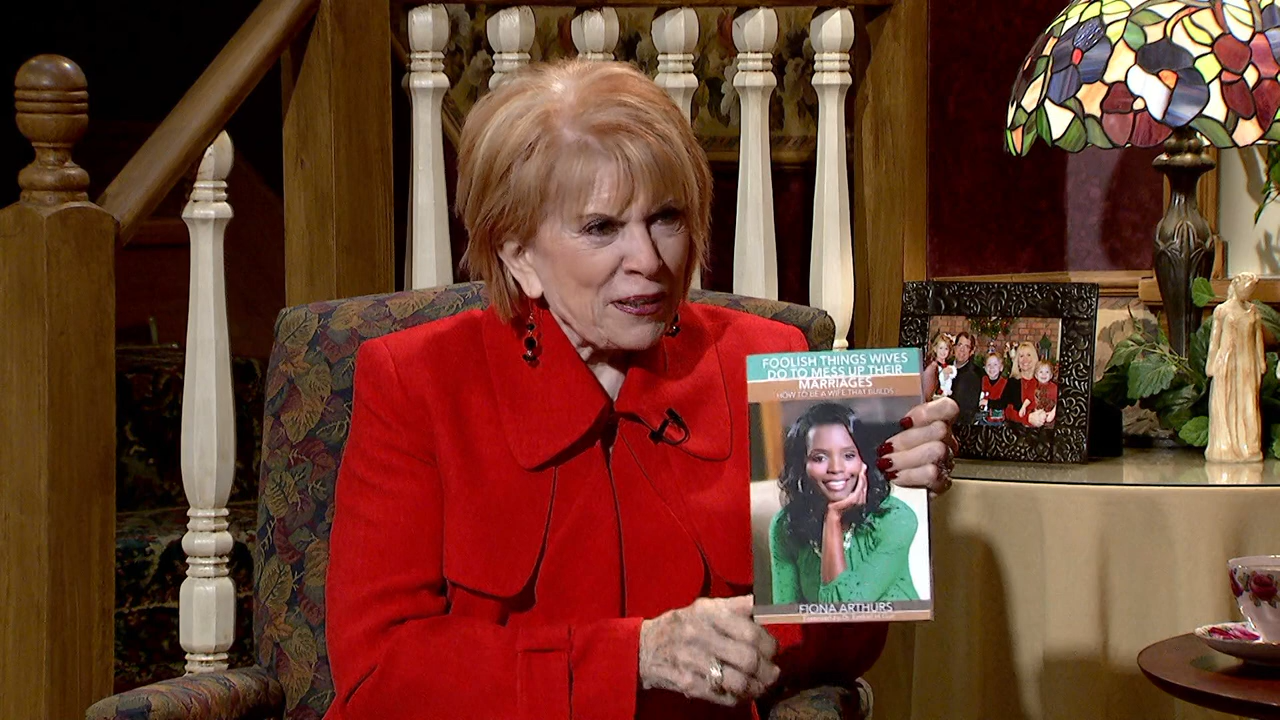 FOOLISH THINGS WIVES
DO TO MESS UP THEIR
MARRIAGES
HOW TO BE A WIFE THAT BUILDS
FIONA ARTHURS